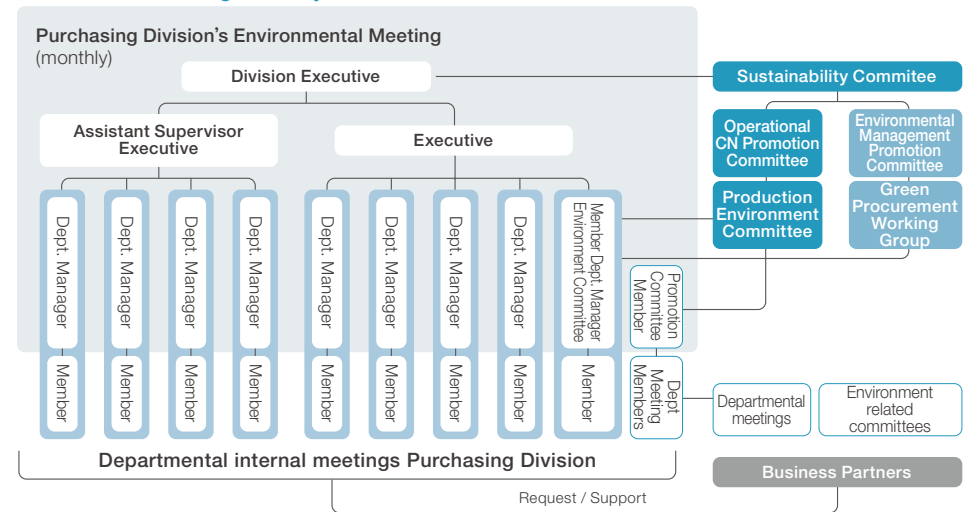 Purchasing Division's Environmental Meeting
(monthly)
Division Executive
Sustainability Commitee
Assistant Supervisor
Executive
Executive
Operational
CN Promotion
Committee
Environmental
Management
Promotion
Committee
Production
Environment
Committee
Green
Procurement
Working
Group
Dept. Manager
Dept. Manager
Dept. Manager
Dept. Manager
Dept. Manager
Dept. Manager
Dept. Manager
Dept. Manager
Member Dept. Manager
Environment Committee
Promotion
Committee
Member
Member
Member
Member
Member
Member
Member
Member
Member
Member
Dept
Meeting
Members
Departmental
meetings
Environment
related
committees
Departmental internal meetings Purchasing Division
Business Partners
Request / Support